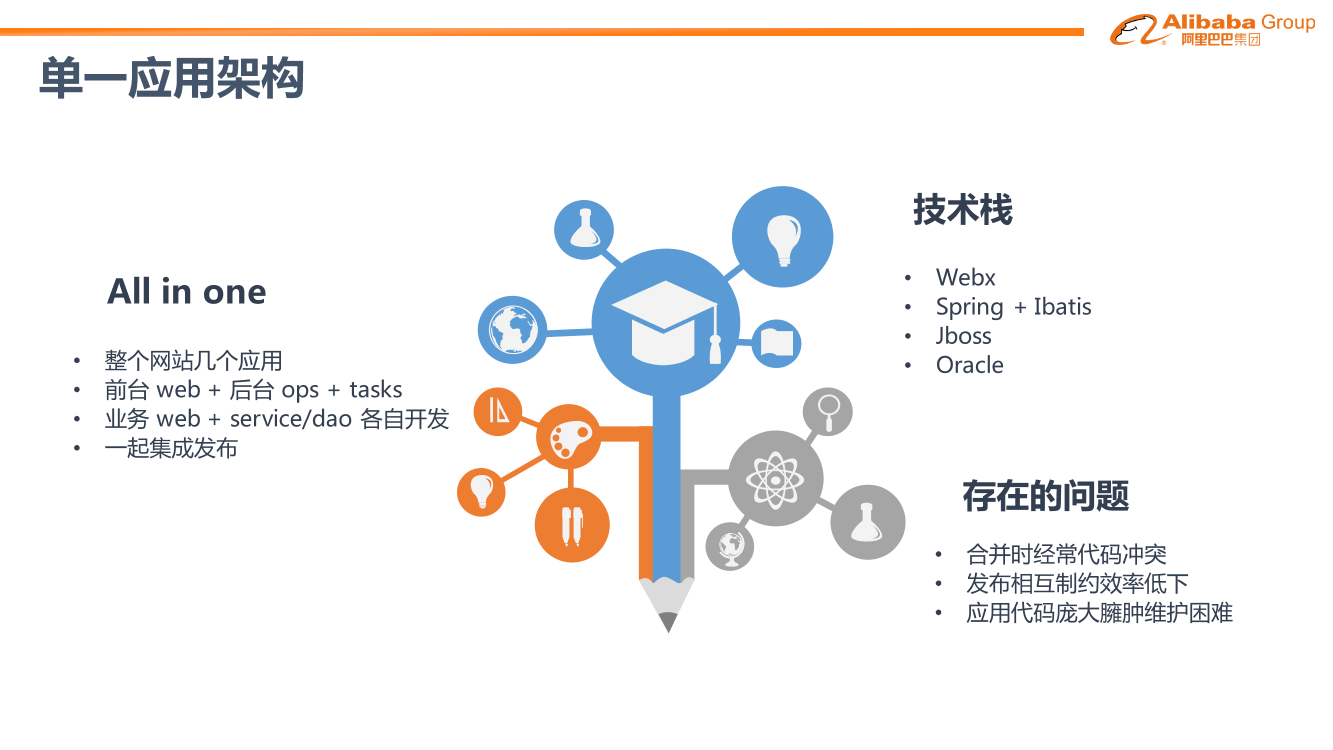 Alibaba Group
阿里巴巴集团
单一应用架构
All in one
• 整个网站几个应用
• 前台 web + 后台 ops + tasks
• 业务 web + service/dao 各自开发
• 一起集成发布
技术栈
• Webx
• Spring + Ibatis
• Jboss
• Oracle
存在的问题
• 合并时经常代码冲突
• 发布相互制约效率低下
• 应用代码庞大臃肿维护困难